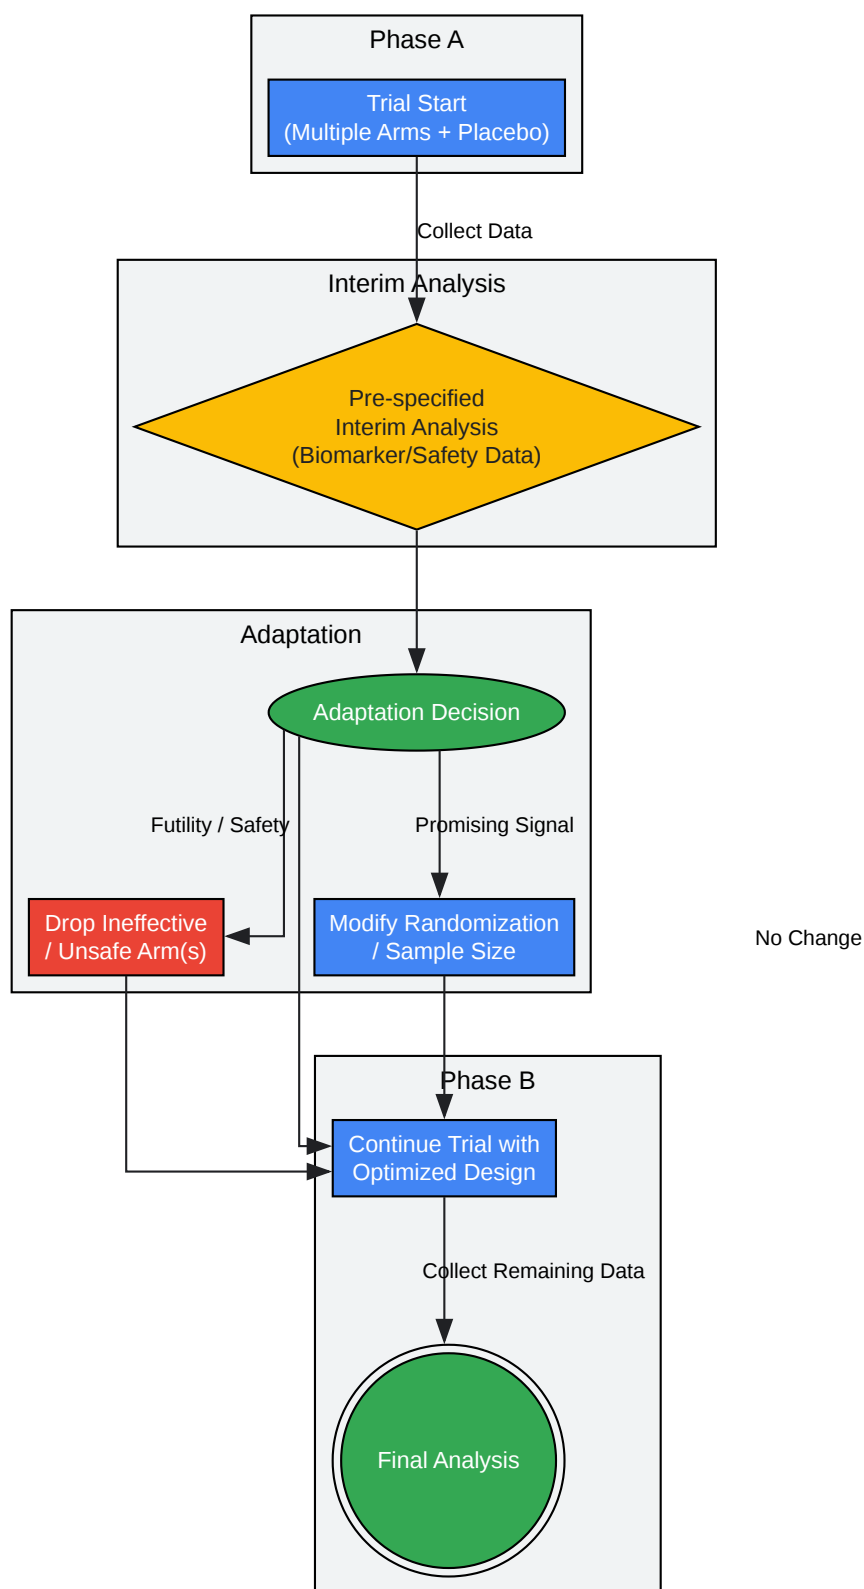 Phase A
Trial Start
(Multiple Arms + Placebo)
Collect Data
Interim Analysis
Pre-specified
Interim Analysis
(Biomarker/Safety Data)
Adaptation
Adaptation Decision
Futility / Safety
Promising Signal
Drop Ineffective
/ Unsafe Arm(s)
Modify Randomization
/ Sample Size
No Change
Phase B
Continue Trial with
Optimized Design
Collect Remaining Data
Final Analysis